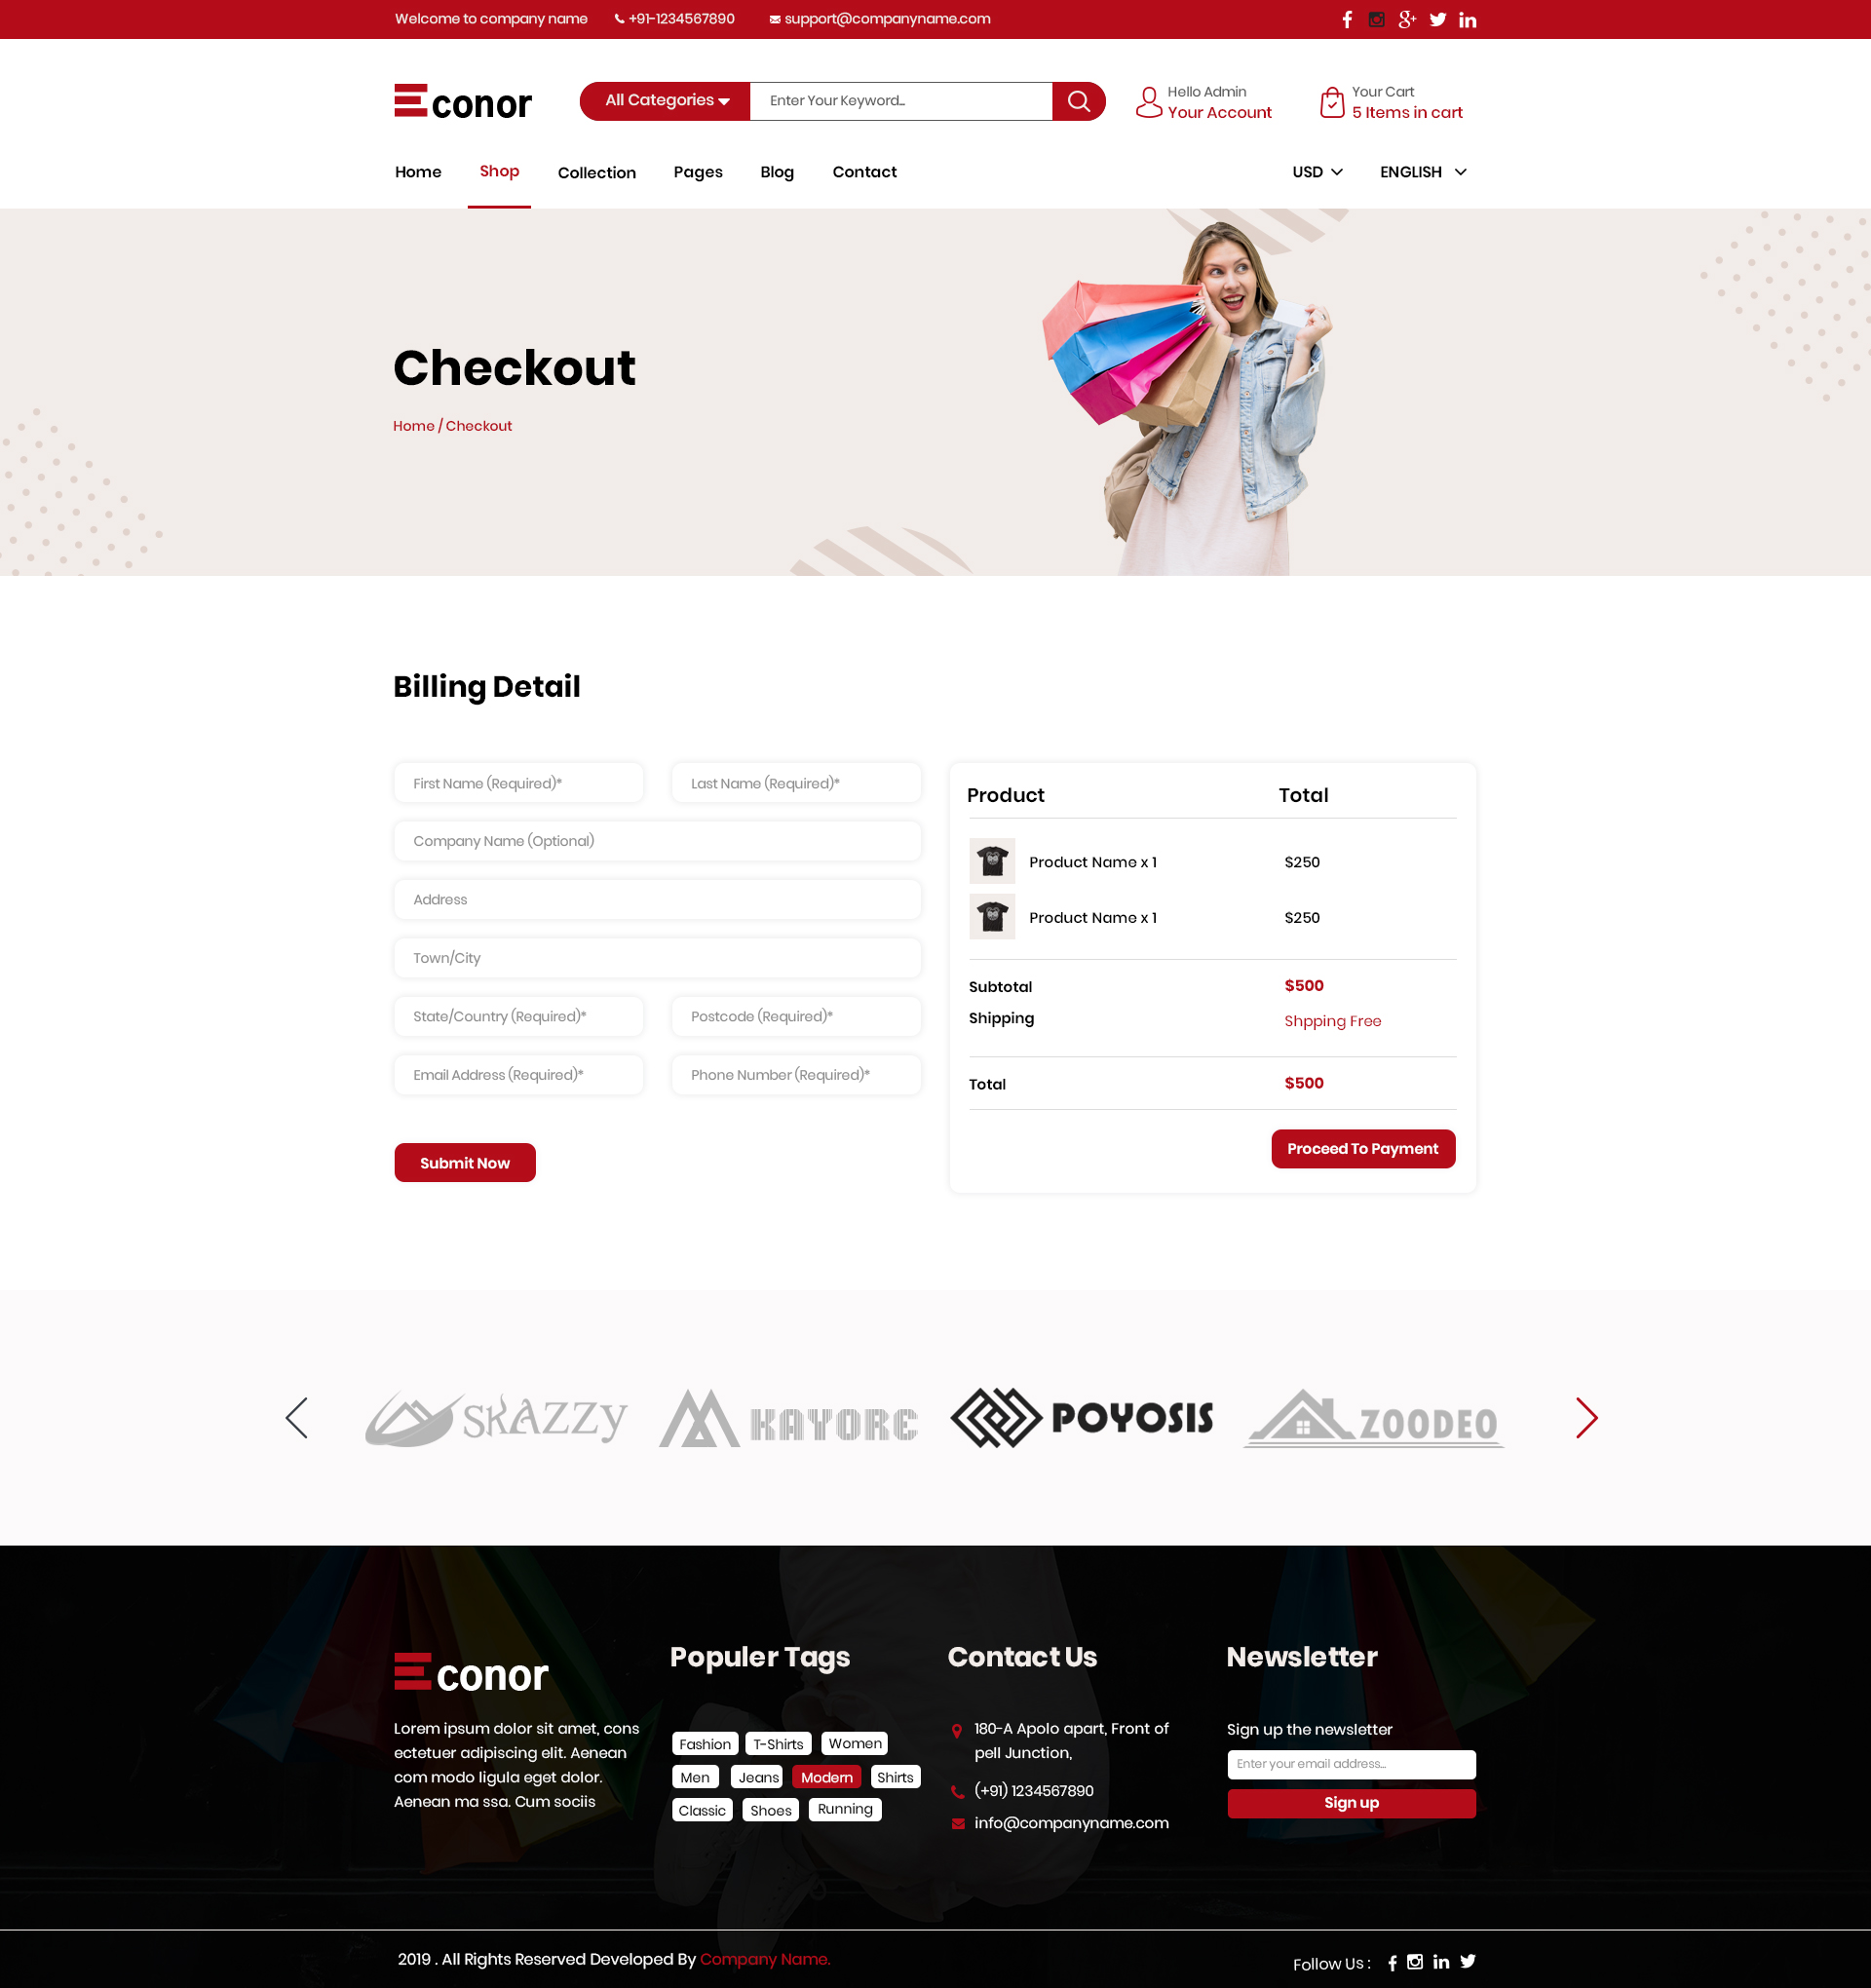 Welcome to company name +91-1234567890 support@companyname.com
Econor
All Categories
Enter Your Keyword...
Hello Admin
Your Account
Your Cart
5 Items in cart
Home Shop Collection Pages Blog Contact
USD ENGLISH
Checkout
Home / Checkout
Billing Detail
First Name (Required)* Last Name (Required)*
Company Name (Optional)
Address
Town/City
State/Country (Required)* Postcode (Required)*
Email Address (Required)* Phone Number (Required)*
Submit Now
Product Total
Product Name x 1 $250
Product Name x 1 $250
Subtotal $500
Shipping Shpping Free
Total $500
Proceed To Payment
SKAZZY KAYORE POYOSIS ZOODEO
Econor
Lorem ipsum dolor sit amet, cons
ectetuer adipiscing elit. Aenean
com modo ligula eget dolor.
Aenean ma ssa. Cum sociis
Populer Tags
Fashion T-Shirts Women
Men Jeans Modern Shirts
Classic Shoes Running
Contact Us
180-A Apolo apart, Front of
pell Junction,
(+91) 1234567890
info@companyname.com
Newsletter
Sign up the newsletter
Enter your email address...
Sign up
2019 . All Rights Reserved Developed By Company Name.
Follow Us :